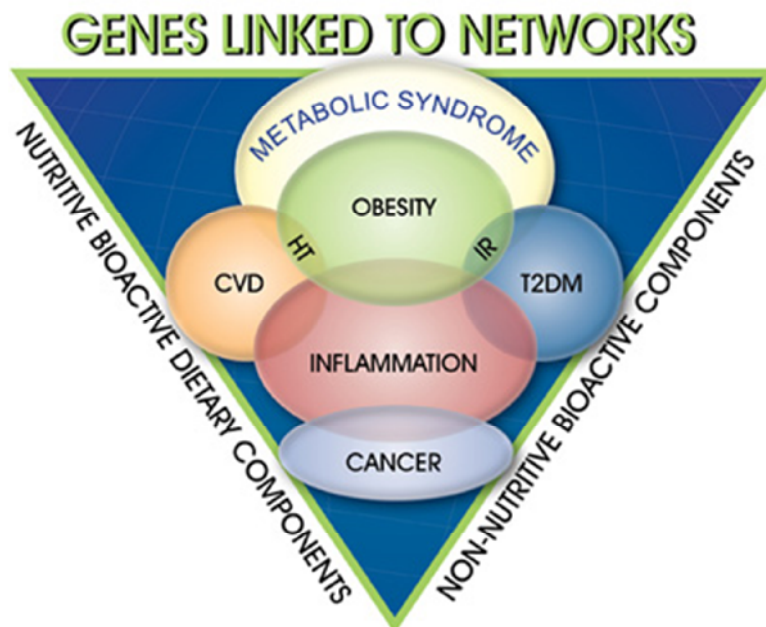 GENES LINKED TO NETWORKS
METABOLIC SYNDROME
OBESITY
HT
IR
CVD
T2DM
INFLAMMATION
CANCER
NUTRITIVE BIOACTIVE DIETARY COMPONENTS
NON-NUTRITIVE BIOACTIVE COMPONENTS